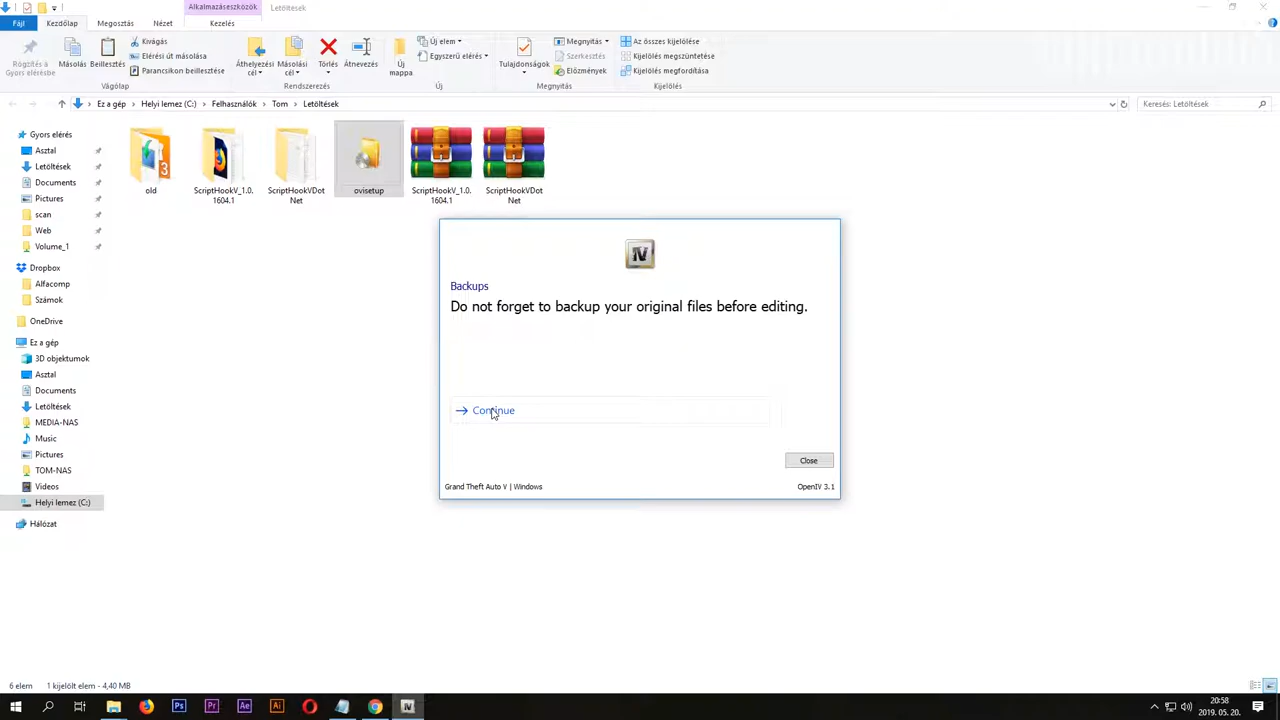 Alkalmazáseszközök
Letöltések
Fájl
Kezdőlap
Megosztás
Nézet
Kezelés
Rögzítés a
Gyors elérésbe
Másolás
Beillesztés
Kivágás
Elérési út másolása
Parancsikon beillesztése
Vágólap
Áthelyezési
cél
Másolási
cél
Törlés
Átnevezés
Rendszerezés
Új
mappa
Új elem
Egyszerű elérés
Új
Tulajdonságok
Megnyitás
Szerkesztés
Előzmények
Megnyitás
Az összes kijelölése
Kijelölés megszüntetése
Kijelölés megfordítása
Kijelölés
Ez a gép
Helyi lemez (C:)
Felhasználók
Tom
Letöltések
Keresés: Letöltések
Gyors elérés
Asztal
Letöltések
Documents
Pictures
scan
Web
Volume_1
Dropbox
Alfacomp
Számok
OneDrive
Ez a gép
3D objektumok
Asztal
Documents
Letöltések
MEDIA-NAS
Music
Pictures
TOM-NAS
Videos
Helyi lemez (C:)
Hálózat
old
ScriptHookV_1.0.
1604.1
ScriptHookVDot
Net
ovisetup
ScriptHookV_1.0.
1604.1
ScriptHookVDot
Net
IV
Backups
Do not forget to backup your original files before editing.
Continue
Close
Grand Theft Auto V | Windows
OpenIV 3.1
6 elem
1 kijelölt elem - 4,40 MB
Ps
Pr
Ae
Ai
IV
20:58
2019. 05. 20.